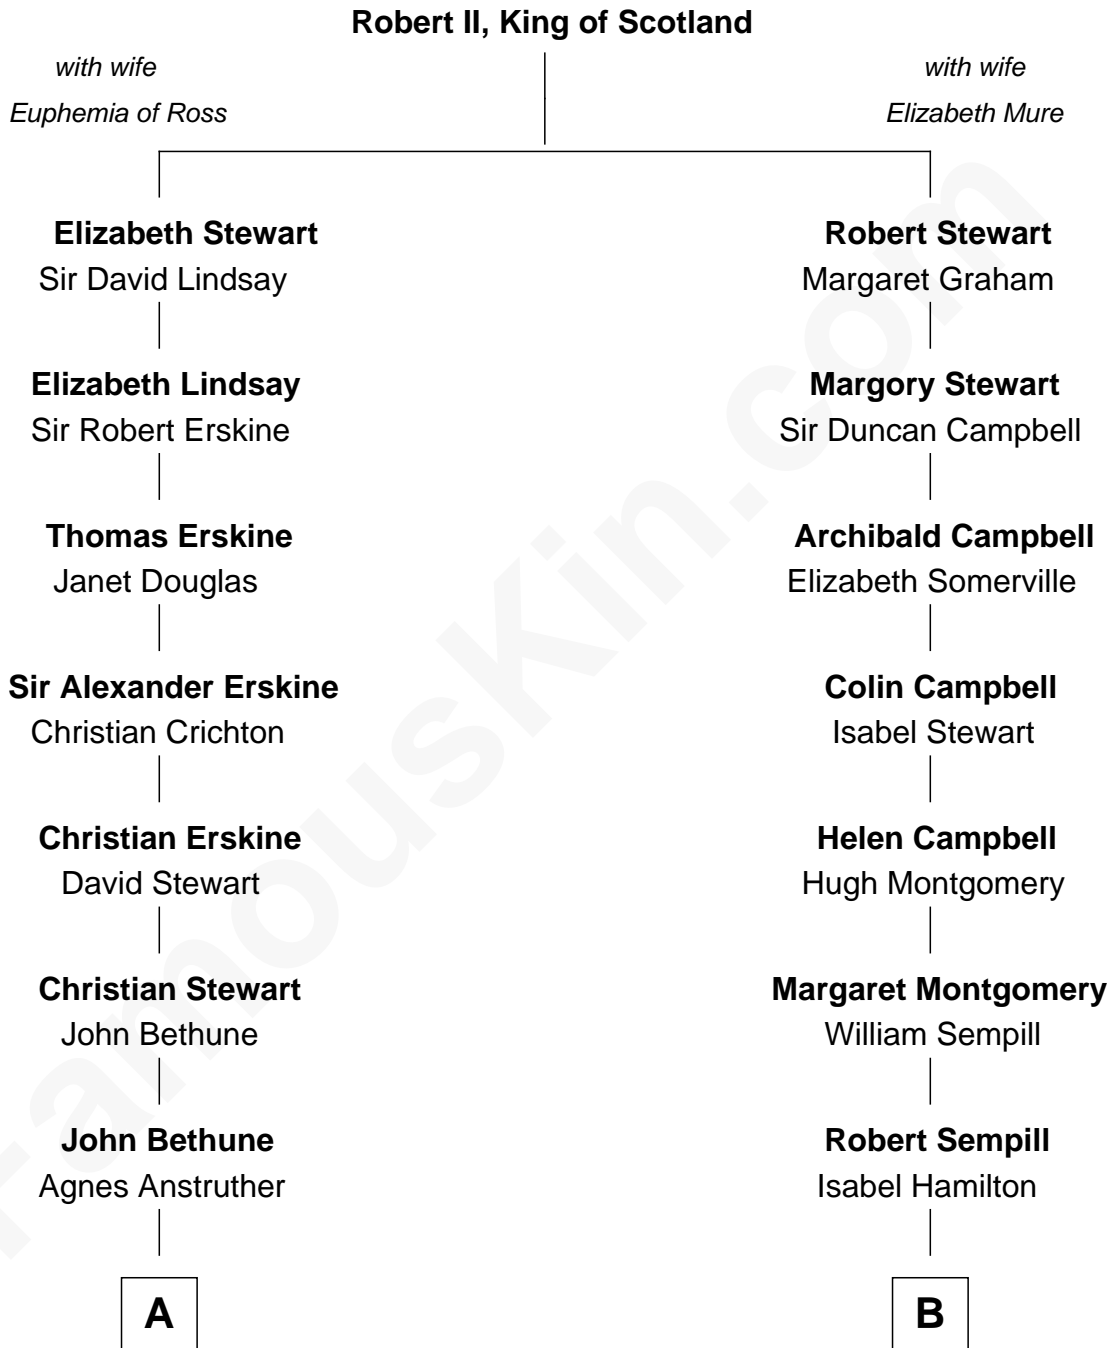 Robert II, King of Scotland
with wife
Euphemia of Ross
with wife
Elizabeth Mure
Elizabeth Stewart
Sir David Lindsay
Robert Stewart
Margaret Graham
Elizabeth Lindsay
Sir Robert Erskine
Margory Stewart
Sir Duncan Campbell
Thomas Erskine
Janet Douglas
Archibald Campbell
Elizabeth Somerville
Sir Alexander Erskine
Christian Crichton
Colin Campbell
Isabel Stewart
Christian Erskine
David Stewart
Helen Campbell
Hugh Montgomery
Christian Stewart
John Bethune
Margaret Montgomery
William Sempill
John Bethune
Agnes Anstruther
Robert Sempill
Isabel Hamilton
A
B
FamousKin.com